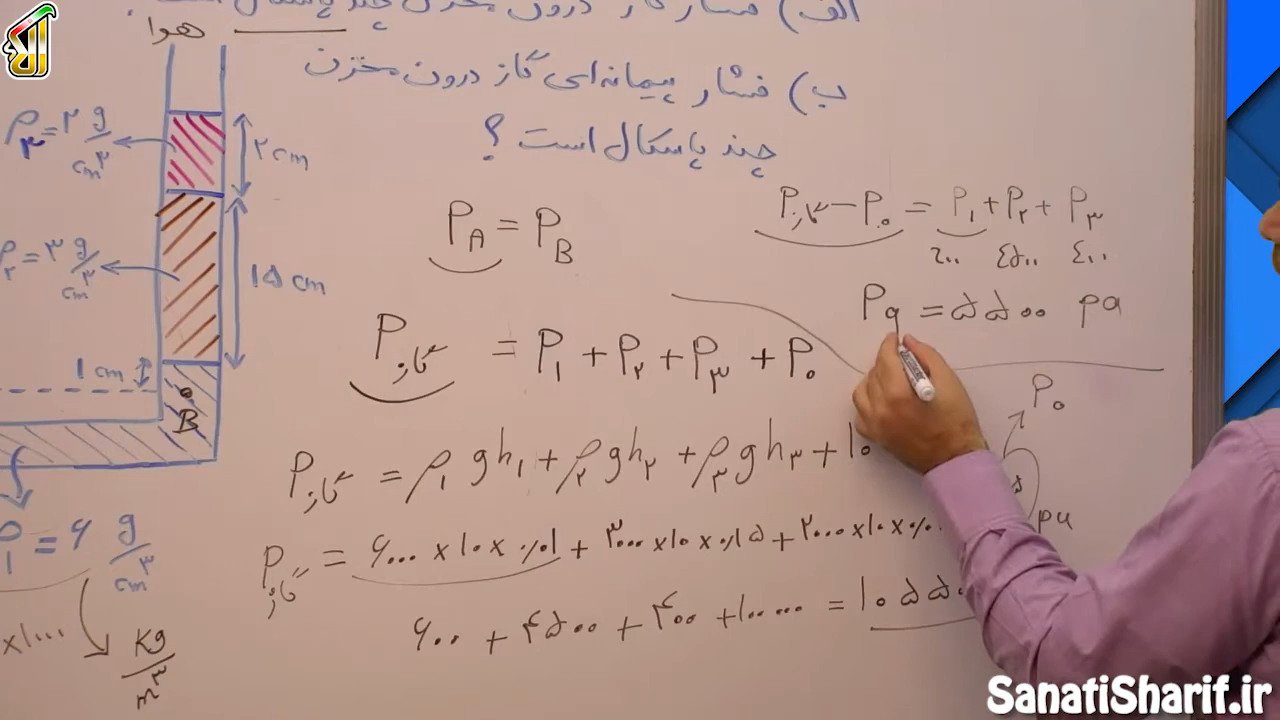 الف) فشار گاز درون مخزن چند پاسکال است
هوا
ب) فشار پیمانه‌ای گاز درون مخزن
چند پاسکال است ؟
ρ۳ = ۲ g/cm۳
۲ cm
P گاز - P۰ = P۱ + P۲ + P۳
۶۰۰ ٤۵۰۰ ٤۰۰
PA = PB
ρ۲ = ۳ g/cm۳
۱۵ cm
Pg = ۵۵۰۰ pa
P گاز = P۱ + P۲ + P۳ + P۰
۱ cm
B
P۰
P گاز = ρ۱gh۱ + ρ۲gh۲ + ρ۳gh۳ + ۱۰
pa
P گاز = ۶۰۰۰ × ۱۰ × ۰/۰۱ + ۳۰۰۰ × ۱۰ × ۰/۱۵ + ۲۰۰۰ × ۱۰ × ۰/۰
ρ۱ = ۶ g/cm۳
۶۰۰ + ۴۵۰۰ + ۴۰۰ + ۱۰۰۰۰۰ = ۱۰۵۵۰
×۱۰۰۰
Kg/m۳
SanatiSharif.ir